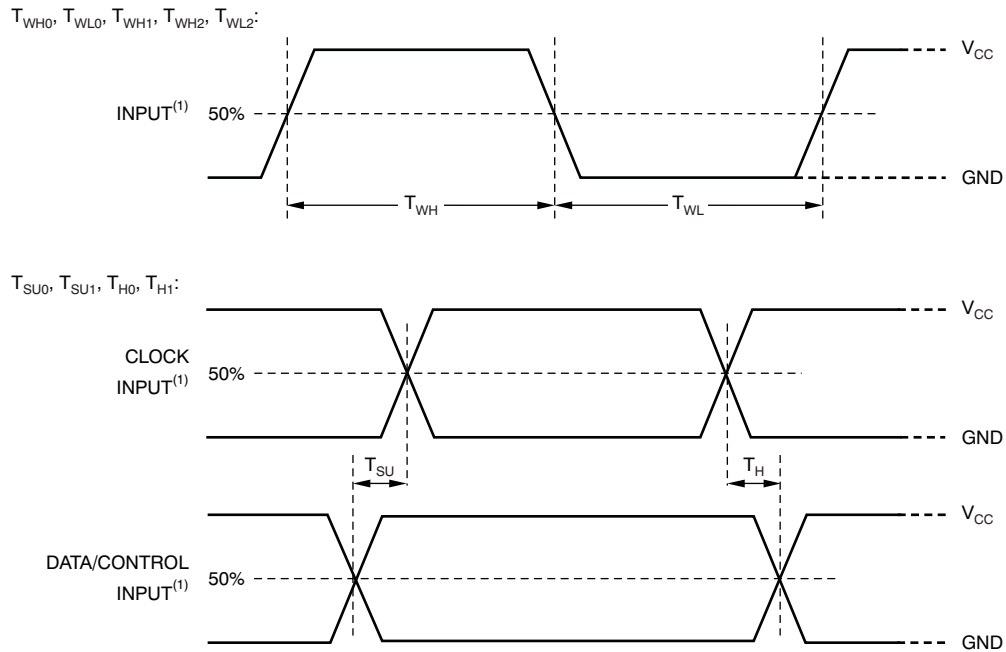 T_WH0, T_WL0, T_WH1, T_WH2, T_WL2:
V_CC
INPUT(1) 50%
GND
T_WH T_WL
T_SU0, T_SU1, T_H0, T_H1:
V_CC
CLOCK
INPUT(1) 50%
GND
T_SU T_H
V_CC
DATA/CONTROL
INPUT(1) 50%
GND